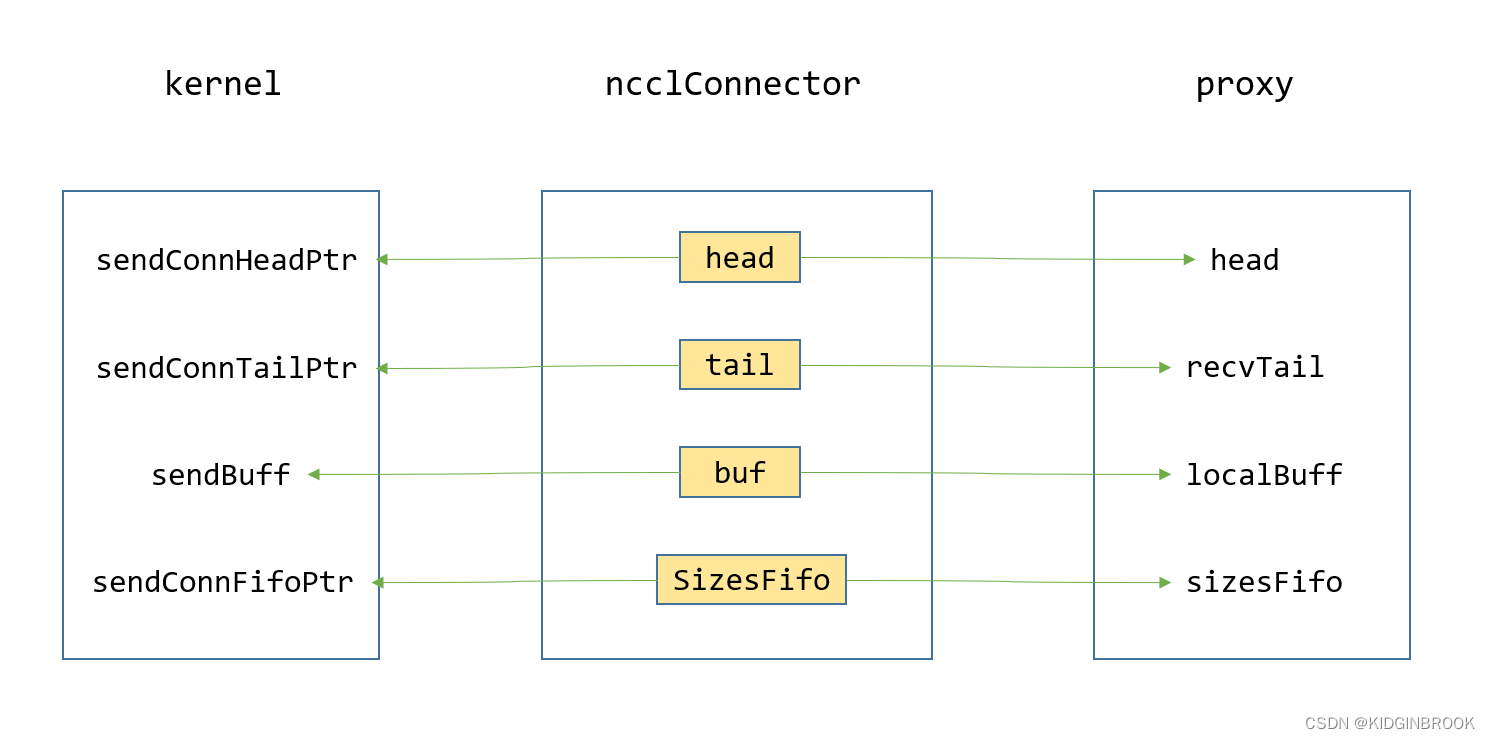 kernel ncclConnector proxy
sendConnHeadPtr head head
sendConnTailPtr tail recvTail
sendBuff buf localBuff
sendConnFifoPtr SizesFifo sizesFifo
CSDN @KIDGINBROOK